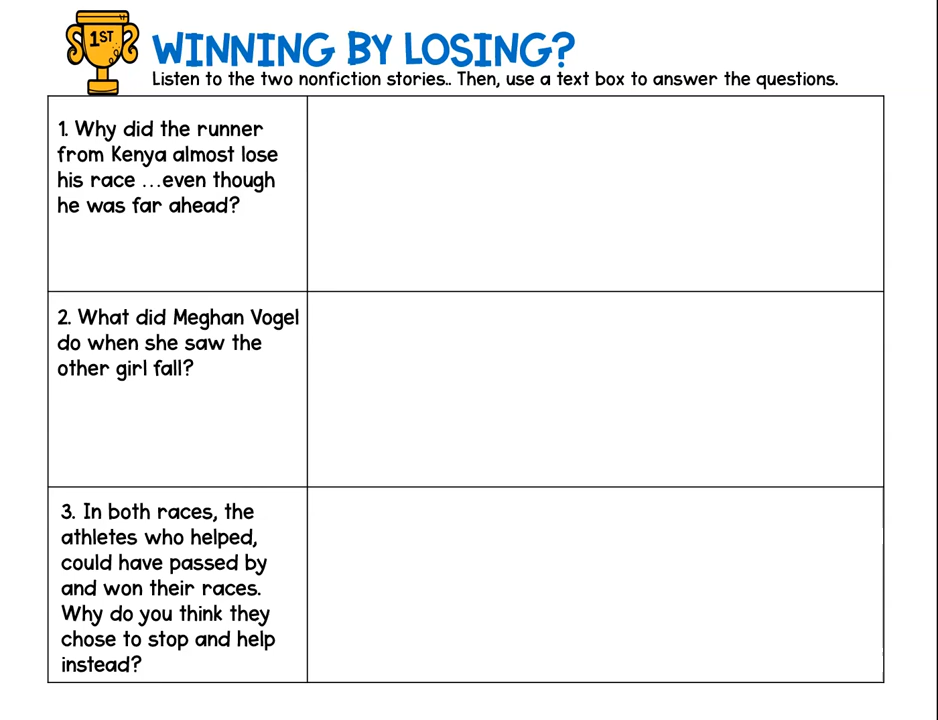 1ST
WINNING BY LOSING?
Listen to the two nonfiction stories.. Then, use a text box to answer the questions.
1. Why did the runner
from Kenya almost lose
his race ...even though
he was far ahead?
2. What did Meghan Vogel
do when she saw the
other girl fall?
3. In both races, the
athletes who helped,
could have passed by
and won their races.
Why do you think they
chose to stop and help
instead?